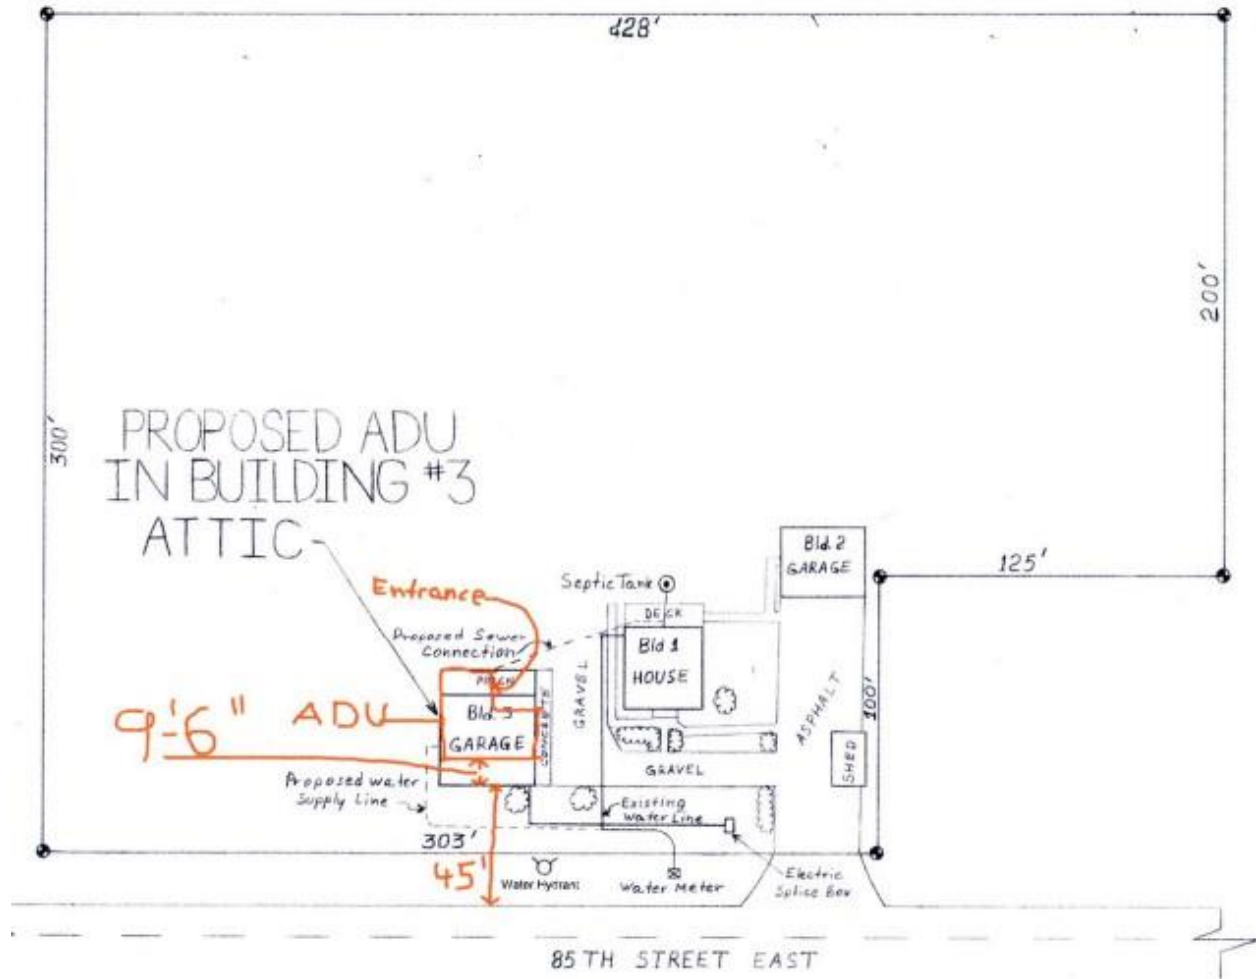 428'
200'
300'
PROPOSED ADU
IN BUILDING #3
ATTIC
Entrance
Septic Tank
Bld. 2
GARAGE
125'
DECK
Proposed Sewer
Connection
Bld 1
HOUSE
GRAVEL
PORCH
9'-6" ADU
Bld. 3
GARAGE
CONCRETE
ASPHALT
100'
SHED
GRAVEL
Proposed water
Supply Line
Existing
Water Line
303'
45'
Water Hydrant
Water Meter
Electric
Splice Box
85TH STREET EAST